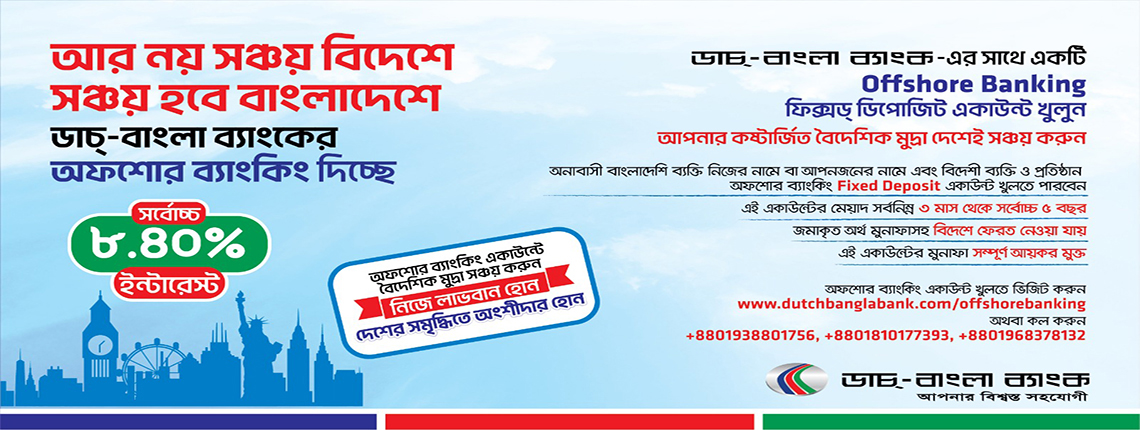 আর নয় সঞ্চয় বিদেশে
সঞ্চয় হবে বাংলাদেশে
ডাচ্-বাংলা ব্যাংকের
অফশোর ব্যাংকিং দিচ্ছে
সর্বোচ্চ
৮.৪০%
ইন্টারেস্ট
অফশোর ব্যাংকিং একাউন্টে
বৈদেশিক মুদ্রা সঞ্চয় করুন
নিজে লাভবান হোন
দেশের সমৃদ্ধিতে অংশীদার হোন
ডাচ্-বাংলা ব্যাংক -এর সাথে একটি
Offshore Banking
ফিক্সড্ ডিপোজিট একাউন্ট খুলুন
আপনার কষ্টার্জিত বৈদেশিক মুদ্রা দেশেই সঞ্চয় করুন
অনাবাসী বাংলাদেশি ব্যক্তি নিজের নামে বা আপনজনের নামে এবং বিদেশী ব্যক্তি ও প্রতিষ্ঠান
অফশোর ব্যাংকিং Fixed Deposit একাউন্ট খুলতে পারবেন
এই একাউন্টের মেয়াদ সর্বনিম্ন ৩ মাস থেকে সর্বোচ্চ ৫ বছর
জমাকৃত অর্থ মুনাফাসহ বিদেশে ফেরত নেওয়া যায়
এই একাউন্টের মুনাফা সম্পূর্ণ আয়কর মুক্ত
অফশোর ব্যাংকিং একাউন্ট খুলতে ভিজিট করুন
www.dutchbanglabank.com/offshorebanking
অথবা কল করুন
+8801938801756, +8801810177393, +8801968378132
ডাচ্-বাংলা ব্যাংক
আপনার বিশ্বস্ত সহযোগী